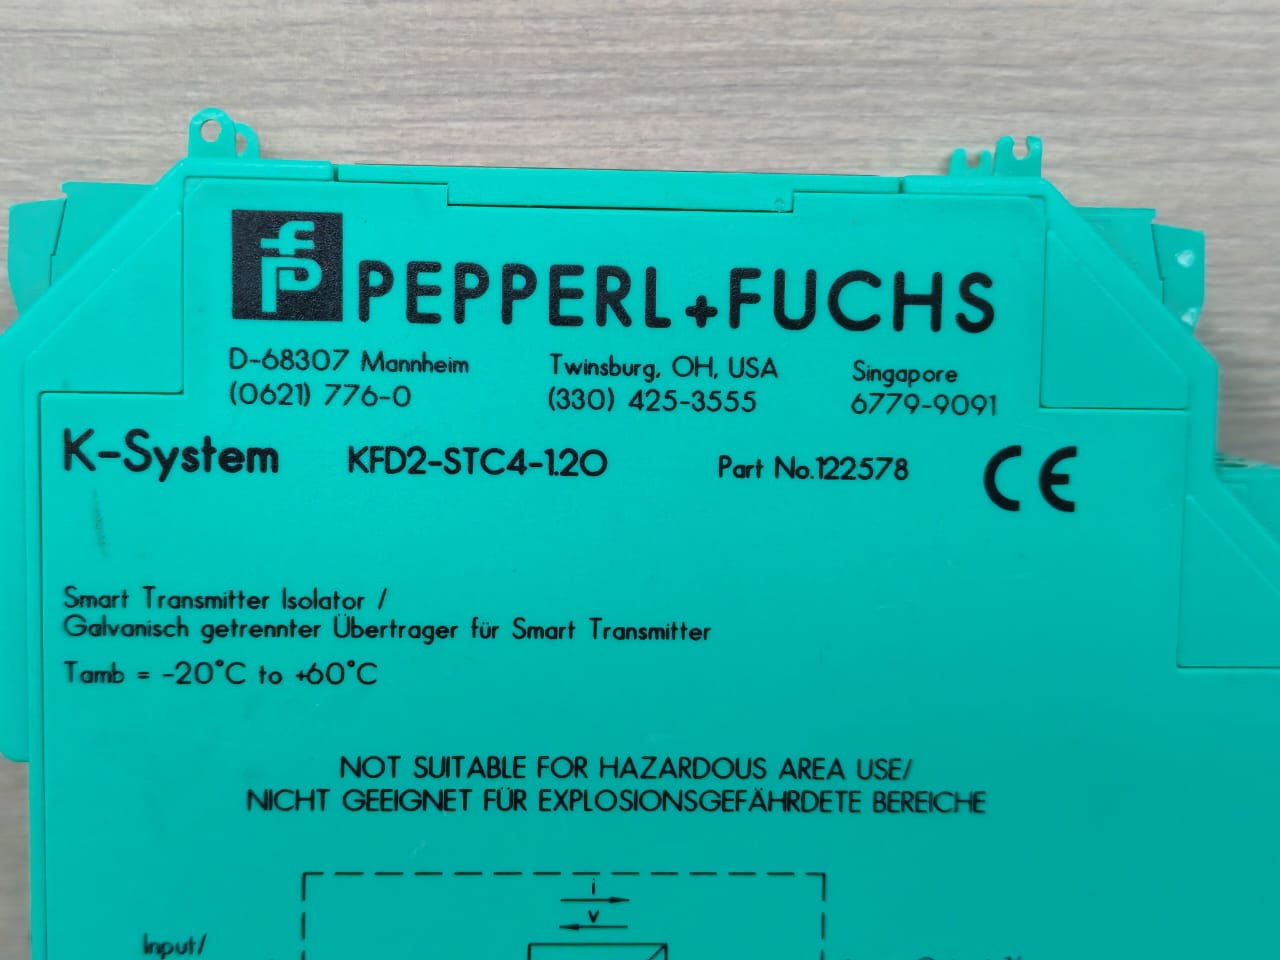 PEPPERL+FUCHS
D-68307 Mannheim Twinsburg, OH, USA Singapore
(0621) 776-0 (330) 425-3555 6779-9091
K-System KFD2-STC4-1.2O Part No.122578 CE
Smart Transmitter Isolator /
Galvanisch getrennter Übertrager für Smart Transmitter
Tamb = -20°C to +60°C
NOT SUITABLE FOR HAZARDOUS AREA USE/
NICHT GEEIGNET FÜR EXPLOSIONSGEFÄHRDETE BEREICHE
i
v
Input/